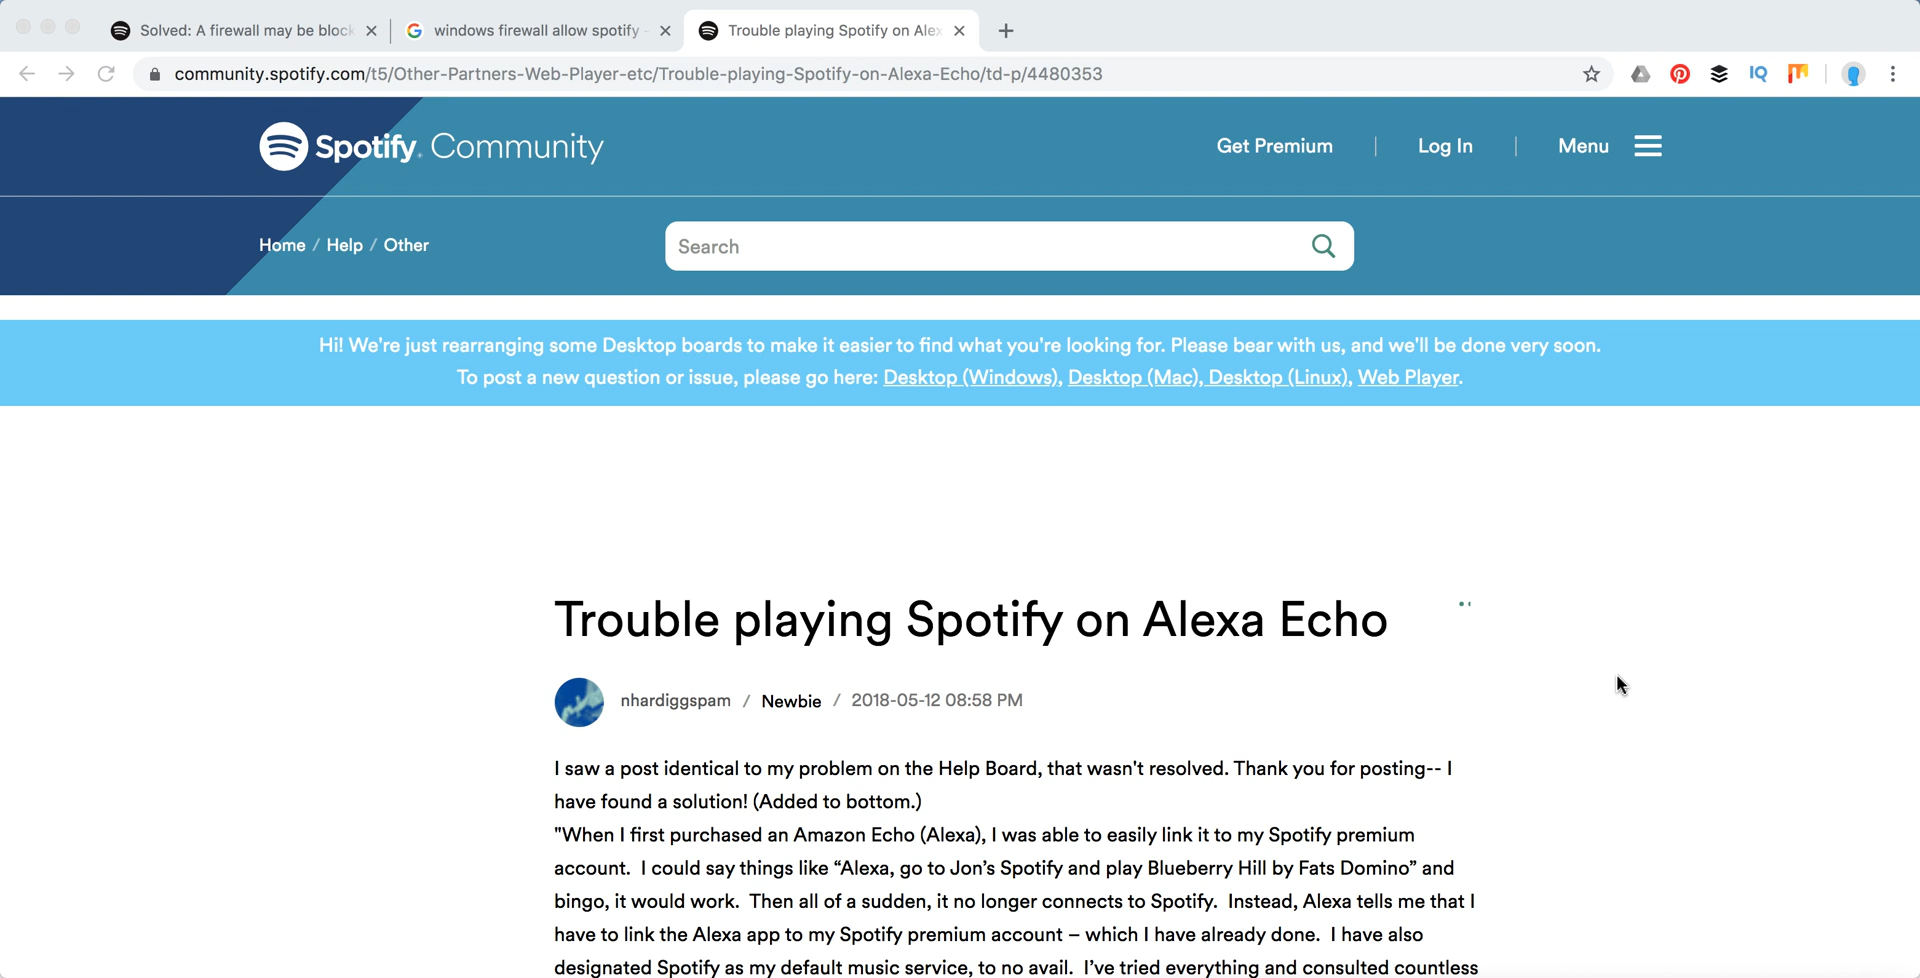 Solved: A firewall may be block
windows firewall allow spotify -
Trouble playing Spotify on Alex
community.spotify.com/t5/Other-Partners-Web-Player-etc/Trouble-playing-Spotify-on-Alexa-Echo/td-p/4480353
IQ
Spotify Community
Get Premium | Log In | Menu
Home / Help / Other
Search
Hi! We're just rearranging some Desktop boards to make it easier to find what you're looking for. Please bear with us, and we'll be done very soon.
To post a new question or issue, please go here: Desktop (Windows), Desktop (Mac), Desktop (Linux), Web Player.
Trouble playing Spotify on Alexa Echo
nhardiggspam / Newbie / 2018-05-12 08:58 PM
I saw a post identical to my problem on the Help Board, that wasn't resolved. Thank you for posting-- I
have found a solution! (Added to bottom.)
"When I first purchased an Amazon Echo (Alexa), I was able to easily link it to my Spotify premium
account.  I could say things like “Alexa, go to Jon’s Spotify and play Blueberry Hill by Fats Domino” and
bingo, it would work.  Then all of a sudden, it no longer connects to Spotify.  Instead, Alexa tells me that I
have to link the Alexa app to my Spotify premium account – which I have already done.  I have also
designated Spotify as my default music service, to no avail.  I’ve tried everything and consulted countless